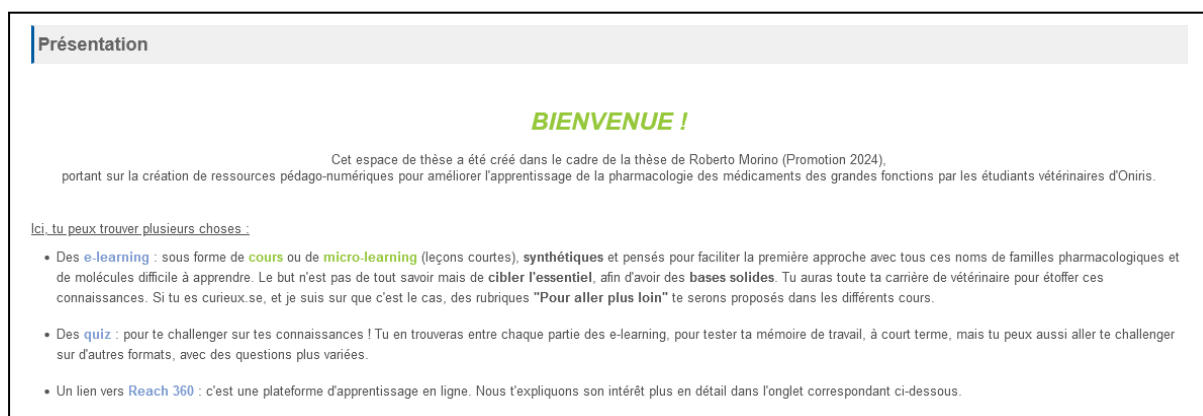 Présentation
BIENVENUE !
Cet espace de thèse a été créé dans le cadre de la thèse de Roberto Morino (Promotion 2024),
portant sur la création de ressources pédago-numériques pour améliorer l'apprentissage de la pharmacologie des médicaments des grandes fonctions par les étudiants vétérinaires d'Oniris.
Ici, tu peux trouver plusieurs choses :
• Des e-learning : sous forme de cours ou de micro-learning (leçons courtes), synthétiques et pensés pour faciliter la première approche avec tous ces noms de familles pharmacologiques et
de molécules difficile à apprendre. Le but n'est pas de tout savoir mais de cibler l'essentiel, afin d'avoir des bases solides. Tu auras toute ta carrière de vétérinaire pour étoffer ces
connaissances. Si tu es curieux.se, et je suis sur que c'est le cas, des rubriques "Pour aller plus loin" te serons proposés dans les différents cours.
• Des quiz : pour te challenger sur tes connaissances ! Tu en trouveras entre chaque partie des e-learning, pour tester ta mémoire de travail, à court terme, mais tu peux aussi aller te challenger
sur d'autres formats, avec des questions plus variées.
• Un lien vers Reach 360 : c'est une plateforme d'apprentissage en ligne. Nous t'expliquons son intérêt plus en détail dans l'onglet correspondant ci-dessous.